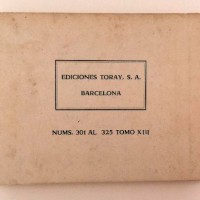 EDICIONES TORAY. S. A.
BARCELONA
NUMS. 301 AL 325 TOMO XIII